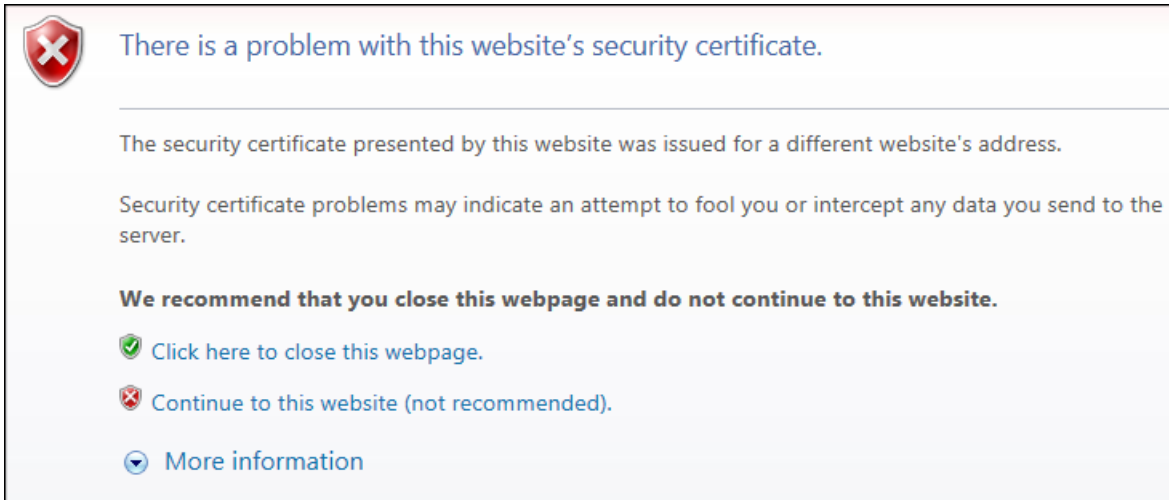 There is a problem with this website’s security certificate.
The security certificate presented by this website was issued for a different website's address.
Security certificate problems may indicate an attempt to fool you or intercept any data you send to the
server.
We recommend that you close this webpage and do not continue to this website.
Click here to close this webpage.
Continue to this website (not recommended).
More information